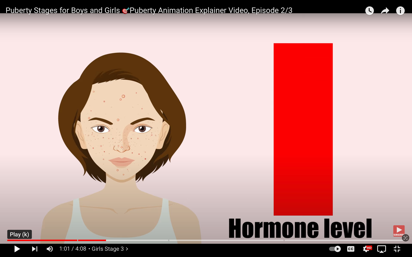 Puberty Stages for Boys and Girls 🍎Puberty Animation Explainer Video, Episode 2/3
Hormone level
Play (k)
1:01 / 4:08 • Girls Stage 3 >
CC